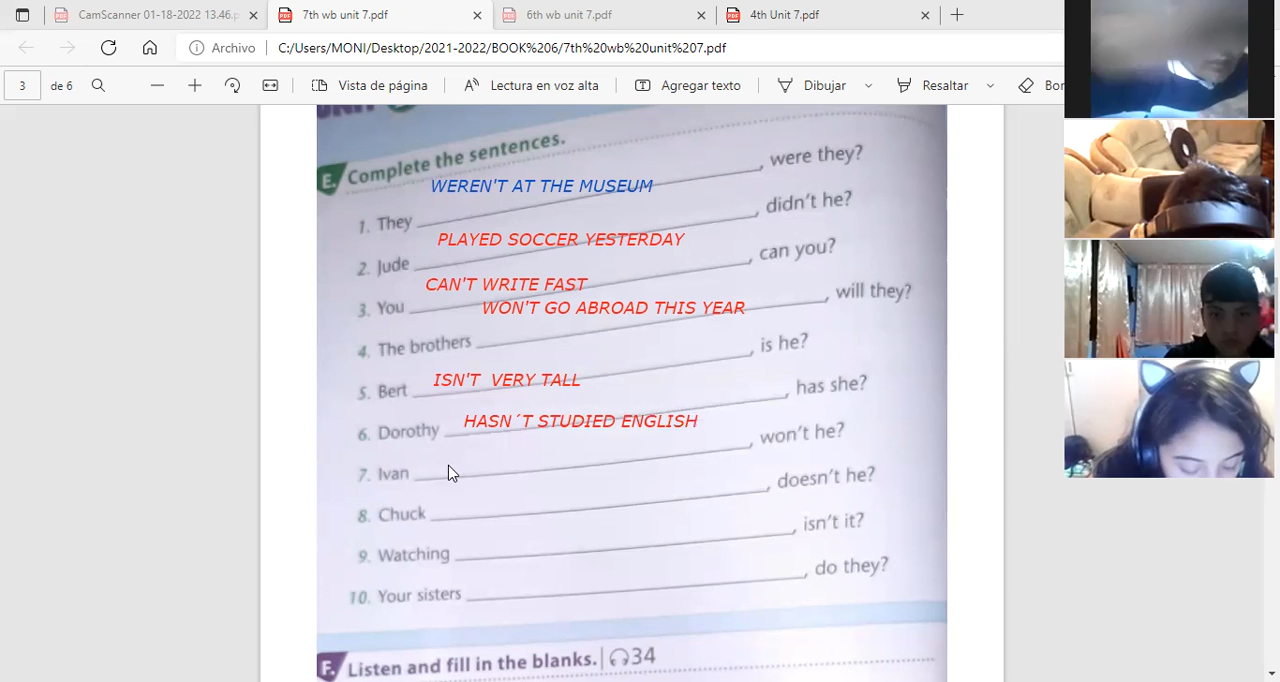 CamScanner 01-18-2022 13.46.p
7th wb unit 7.pdf
6th wb unit 7.pdf
4th Unit 7.pdf
Archivo
C:/Users/MONI/Desktop/2021-2022/BOOK%206/7th%20wb%20unit%207.pdf
3 de 6
Vista de página
Lectura en voz alta
Agregar texto
Dibujar
Resaltar
Bor
E. Complete the sentences.
1. They WEREN'T AT THE MUSEUM, were they?
2. Jude PLAYED SOCCER YESTERDAY, didn't he?
3. You CAN'T WRITE FAST, can you?
4. The brothers WON'T GO ABROAD THIS YEAR, will they?
5. Bert ISN'T VERY TALL, is he?
6. Dorothy HASN´T STUDIED ENGLISH, has she?
7. Ivan , won't he?
8. Chuck , doesn't he?
9. Watching , isn't it?
10. Your sisters , do they?
F. Listen and fill in the blanks. 34